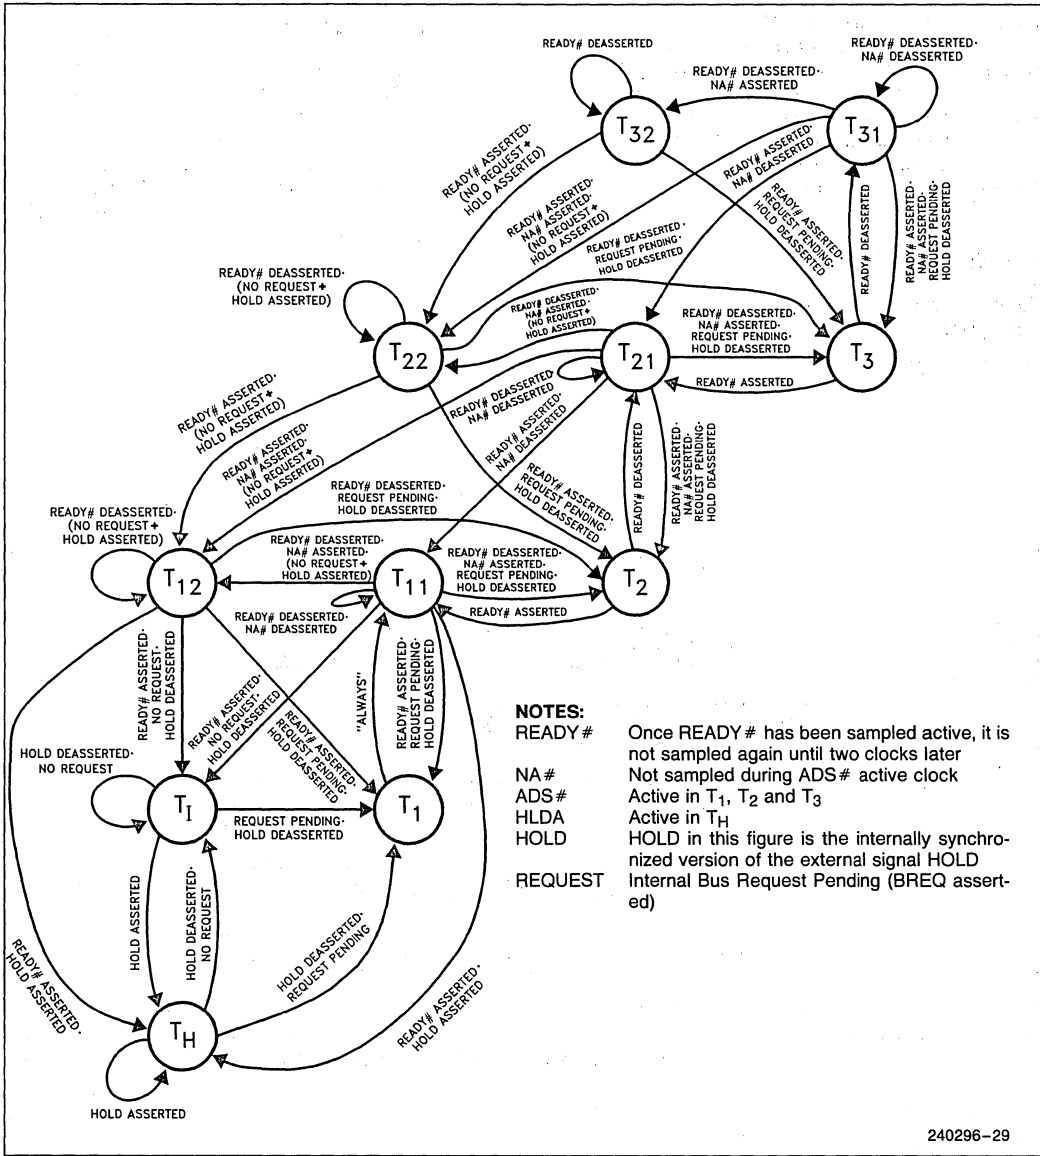 READY# DEASSERTED
READY# DEASSERTED·
NA# DEASSERTED
READY# DEASSERTED·
NA# ASSERTED
T32
T31
READY# ASSERTED·
(NO REQUEST+
HOLD ASSERTED)
READY# ASSERTED·
NA# ASSERTED·
(NO REQUEST+
HOLD ASSERTED)
READY# ASSERTED·
NA# DEASSERTED
READY# ASSERTED·
REQUEST PENDING·
HOLD DEASSERTED
READY# DEASSERTED
READY# ASSERTED·
NA# ASSERTED·
REQUEST PENDING·
HOLD DEASSERTED
READY# DEASSERTED·
(NO REQUEST+
HOLD ASSERTED)
READY# DEASSERTED·
REQUEST PENDING·
HOLD DEASSERTED
READY# DEASSERTED·
NA# ASSERTED·
(NO REQUEST+
HOLD ASSERTED)
READY# DEASSERTED·
NA# ASSERTED·
REQUEST PENDING·
HOLD DEASSERTED
T22
T21
T3
READY# ASSERTED
READY# ASSERTED·
(NO REQUEST+
HOLD ASSERTED)
READY# DEASSERTED·
NA# DEASSERTED
READY# ASSERTED·
NA# DEASSERTED
READY# ASSERTED·
NA# ASSERTED·
(NO REQUEST+
HOLD ASSERTED)
READY# ASSERTED·
REQUEST PENDING·
HOLD DEASSERTED
READY# DEASSERTED
READY# ASSERTED·
NA# ASSERTED·
REQUEST PENDING·
HOLD DEASSERTED
READY# DEASSERTED·
REQUEST PENDING·
HOLD DEASSERTED
READY# DEASSERTED·
(NO REQUEST+
HOLD ASSERTED)
READY# DEASSERTED·
NA# ASSERTED·
(NO REQUEST+
HOLD ASSERTED)
READY# DEASSERTED·
NA# ASSERTED·
REQUEST PENDING·
HOLD DEASSERTED
T12
T11
T2
READY# ASSERTED
READY# DEASSERTED·
NA# DEASSERTED
READY# ASSERTED·
NO REQUEST·
HOLD DEASSERTED
READY# ASSERTED·
NO REQUEST·
HOLD DEASSERTED
READY# ASSERTED·
REQUEST PENDING·
HOLD DEASSERTED
"ALWAYS"
READY# ASSERTED·
REQUEST PENDING·
HOLD DEASSERTED
HOLD DEASSERTED·
NO REQUEST
TI
REQUEST PENDING·
HOLD DEASSERTED
T1
HOLD ASSERTED
HOLD DEASSERTED·
NO REQUEST
HOLD DEASSERTED·
REQUEST PENDING
READY# ASSERTED·
HOLD ASSERTED
READY# ASSERTED·
HOLD ASSERTED
TH
HOLD ASSERTED
NOTES:
READY# Once READY# has been sampled active, it is
not sampled again until two clocks later
NA# Not sampled during ADS# active clock
ADS# Active in T1, T2 and T3
HLDA Active in TH
HOLD HOLD in this figure is the internally synchro-
nized version of the external signal HOLD
REQUEST Internal Bus Request Pending (BREQ assert-
ed)
240296-29